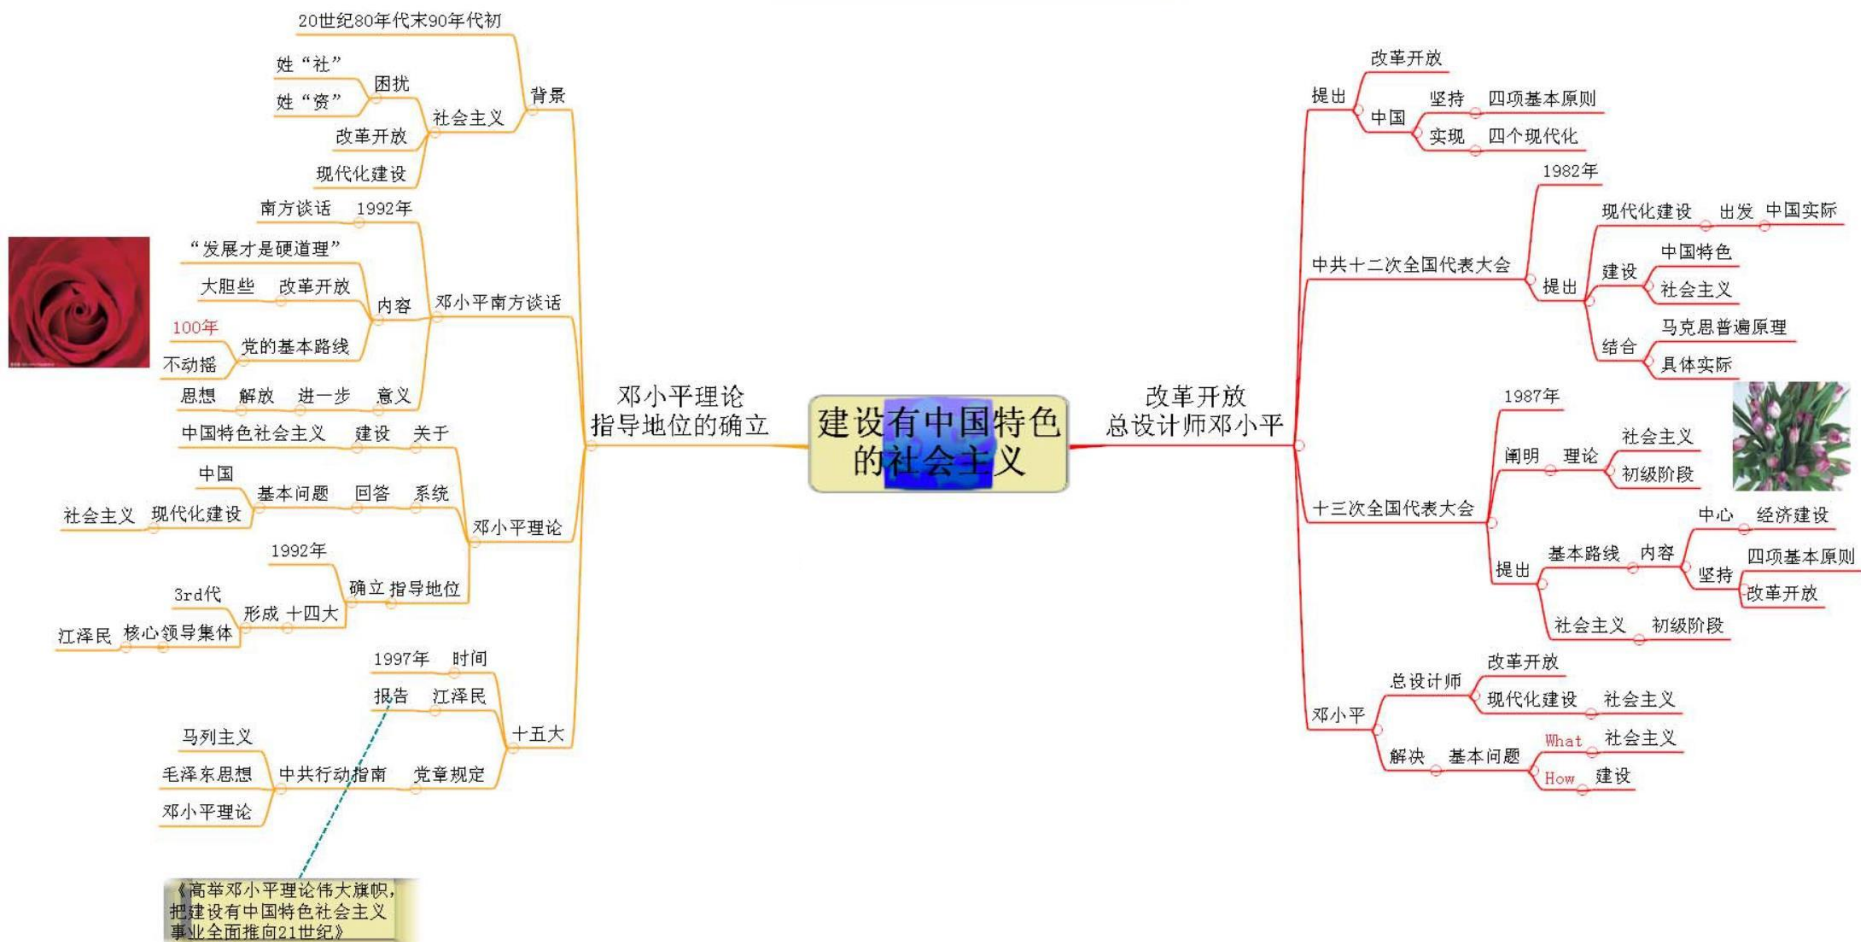 建设有中国特色
的社会主义
改革开放
总设计师邓小平
提出
改革开放
中国
坚持
四项基本原则
实现
四个现代化
中共十二次全国代表大会
1982年
提出
现代化建设
出发
中国实际
建设
中国特色
社会主义
结合
马克思普遍原理
具体实际
十三次全国代表大会
1987年
阐明
理论
社会主义
初级阶段
提出
基本路线
内容
中心
经济建设
坚持
四项基本原则
改革开放
社会主义
初级阶段
邓小平
总设计师
改革开放
现代化建设
社会主义
解决
基本问题
What
社会主义
How
建设
邓小平理论
指导地位的确立
背景
20世纪80年代末90年代初
社会主义
困扰
姓“社”
姓“资”
改革开放
现代化建设
邓小平南方谈话
1992年
南方谈话
内容
“发展才是硬道理”
改革开放
大胆些
党的基本路线
100年
不动摇
意义
进一步
解放
思想
邓小平理论
关于
建设
中国特色社会主义
系统
回答
基本问题
中国
现代化建设
社会主义
指导地位
确立
1992年
十四大
形成
3rd代
核心领导集体
江泽民
十五大
时间
1997年
江泽民
报告
党章规定
中共行动指南
马列主义
毛泽东思想
邓小平理论
《高举邓小平理论伟大旗帜，
把建设有中国特色社会主义
事业全面推向21世纪》